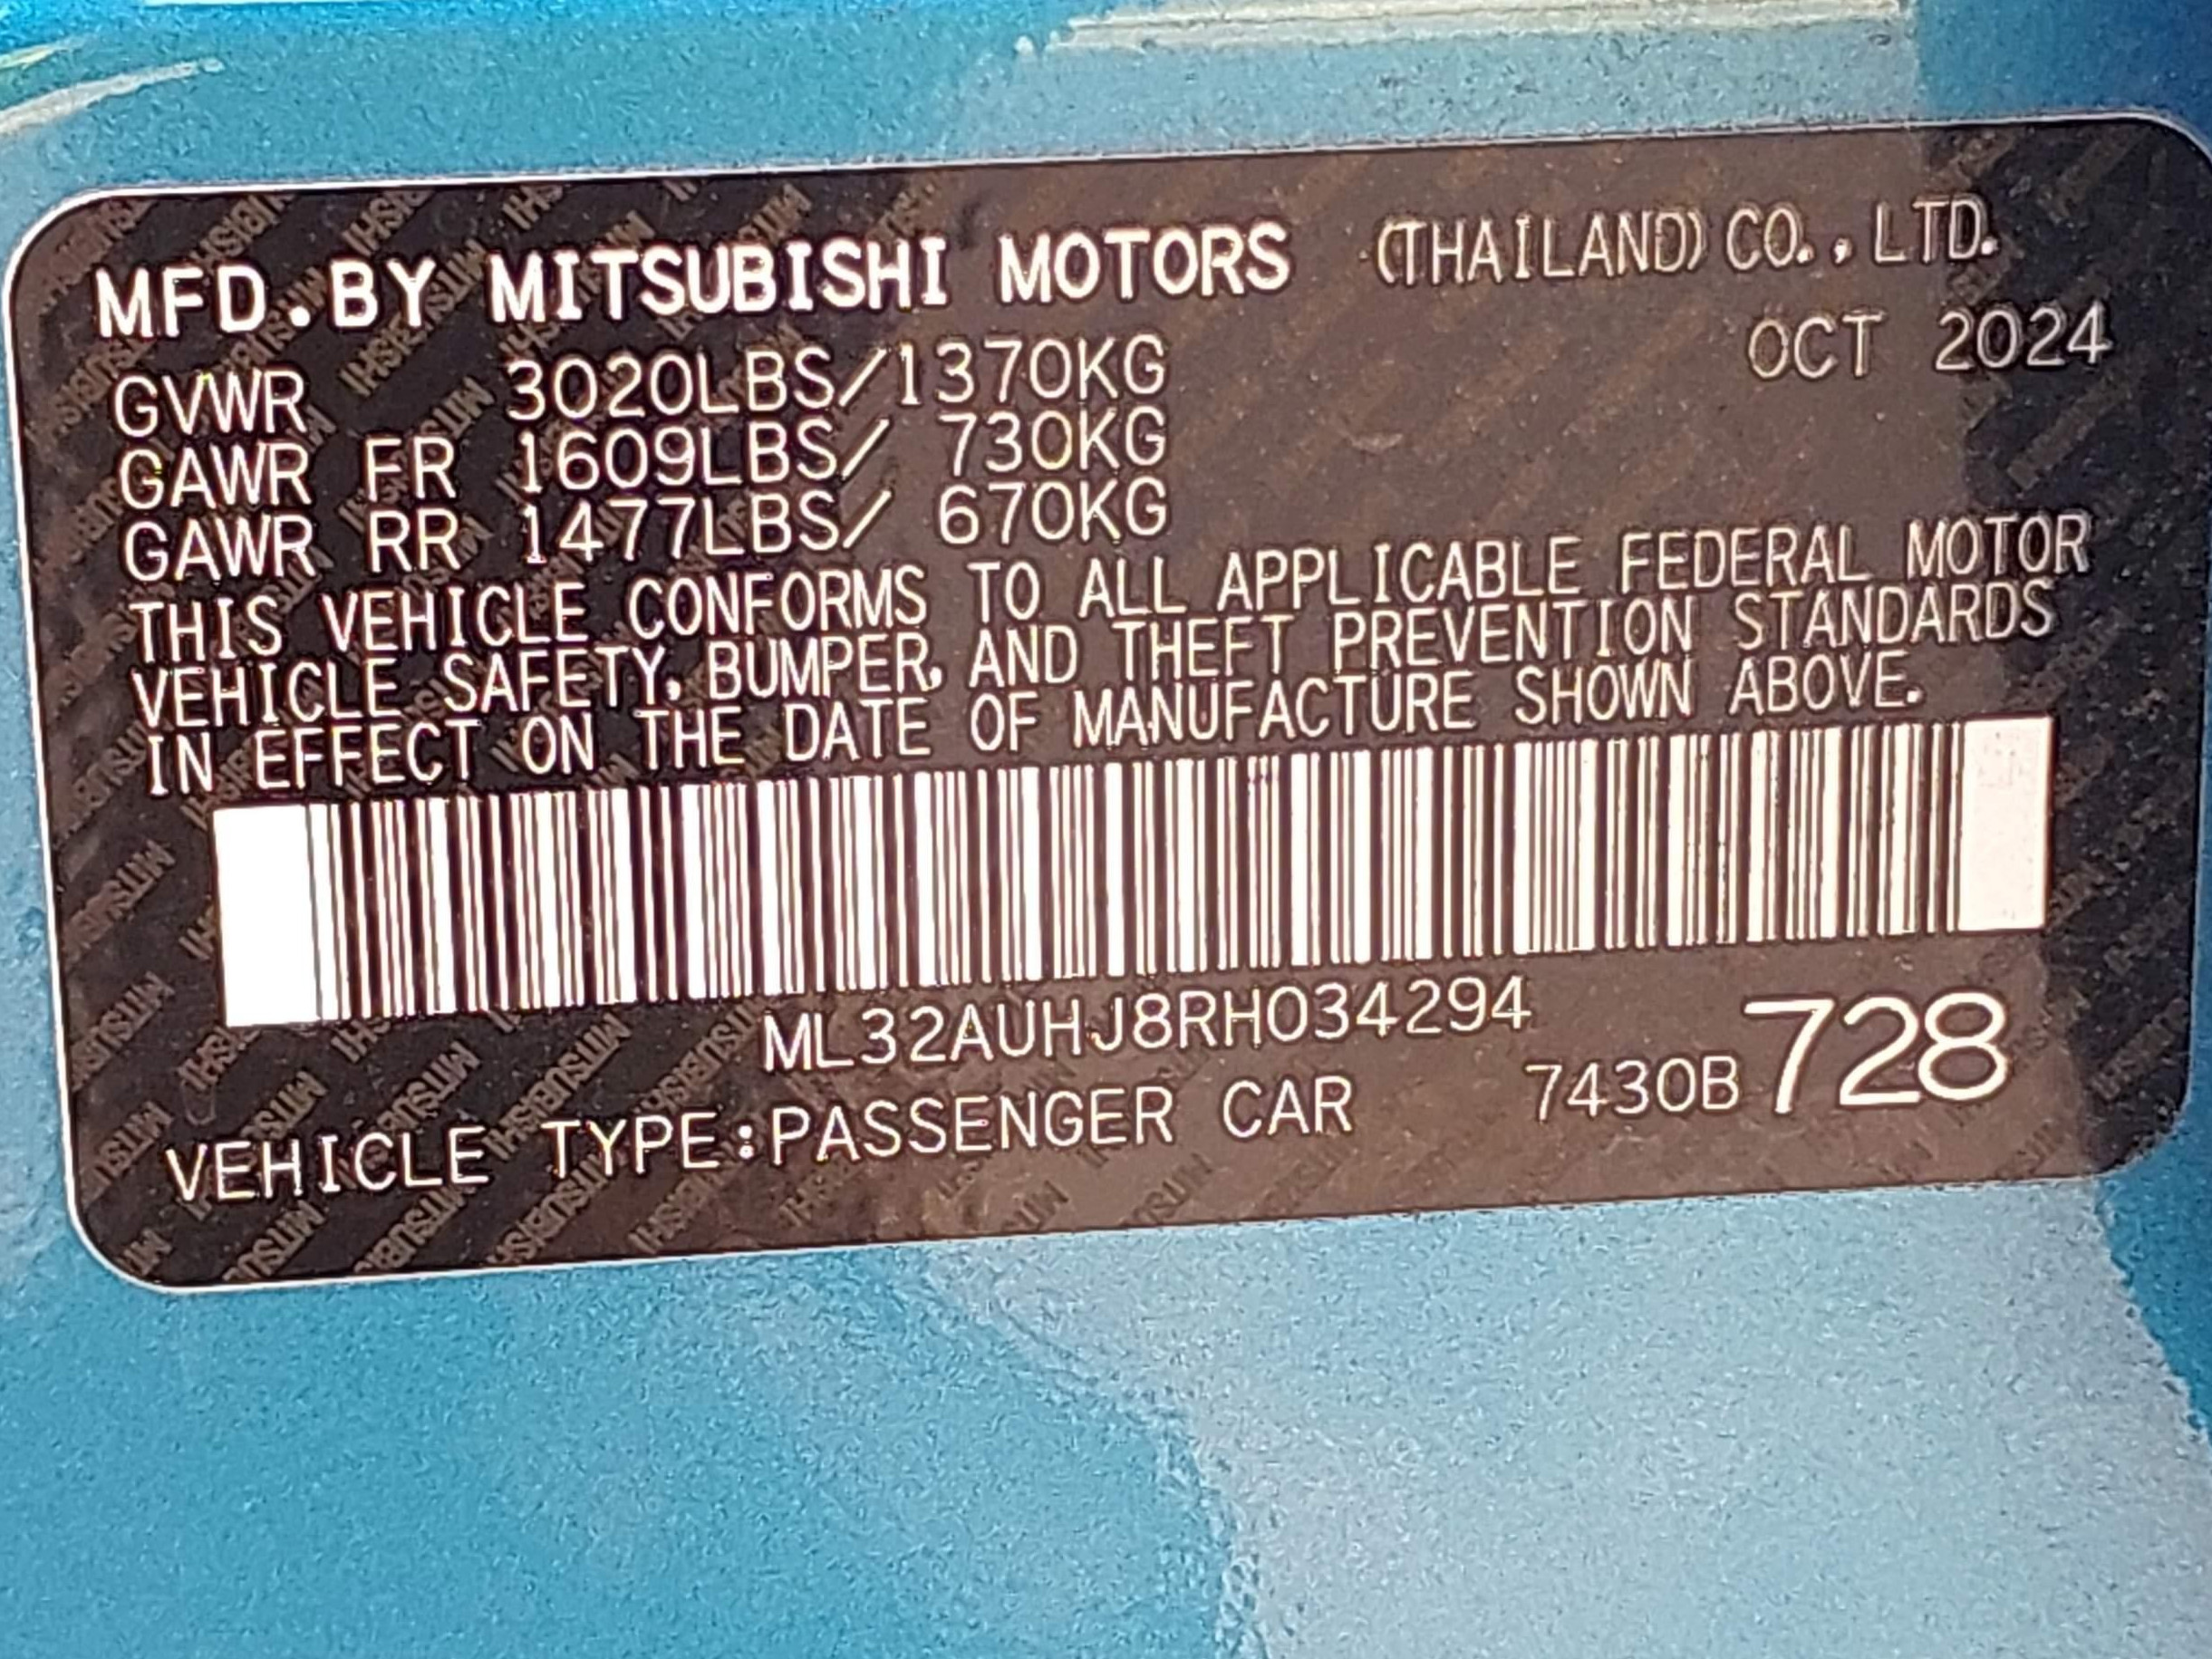 MFD.BY MITSUBISHI MOTORS (THAILAND) CO., LTD.
OCT 2024
GVWR 3020LBS/1370KG
GAWR FR 1609LBS/ 730KG
GAWR RR 1477LBS/ 670KG
THIS VEHICLE CONFORMS TO ALL APPLICABLE FEDERAL MOTOR
VEHICLE SAFETY, BUMPER, AND THEFT PREVENTION STANDARDS
IN EFFECT ON THE DATE OF MANUFACTURE SHOWN ABOVE.
ML32AUHJ8RH034294
VEHICLE TYPE:PASSENGER CAR 7430B728